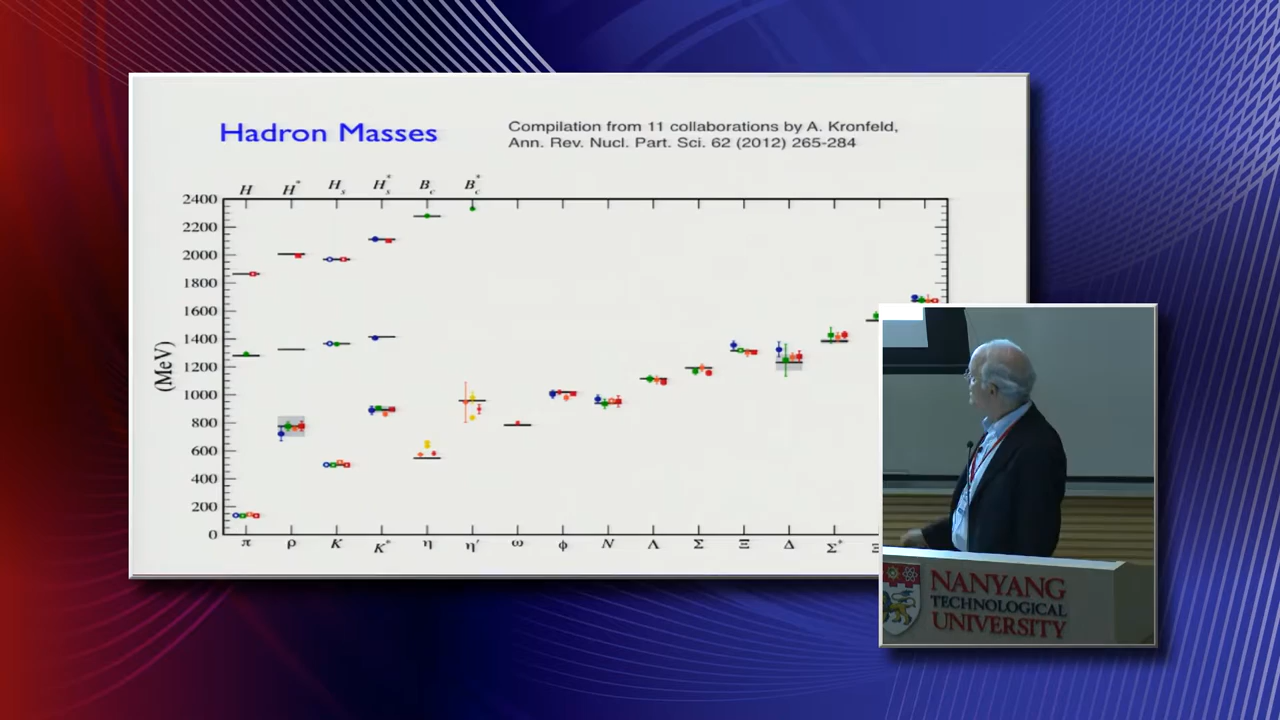 Hadron Masses
Compilation from 11 collaborations by A. Kronfeld,
Ann. Rev. Nucl. Part. Sci. 62 (2012) 265-284
H H* Hs Hs* Bc Bc*
2400
2200
2000
1800
1600
1400
1200
1000
800
600
400
200
0
(MeV)
π ρ K K* η η′ ω ϕ N Λ Σ Ξ Δ Σ* Ξ
NANYANG
TECHNOLOGICAL
UNIVERSITY